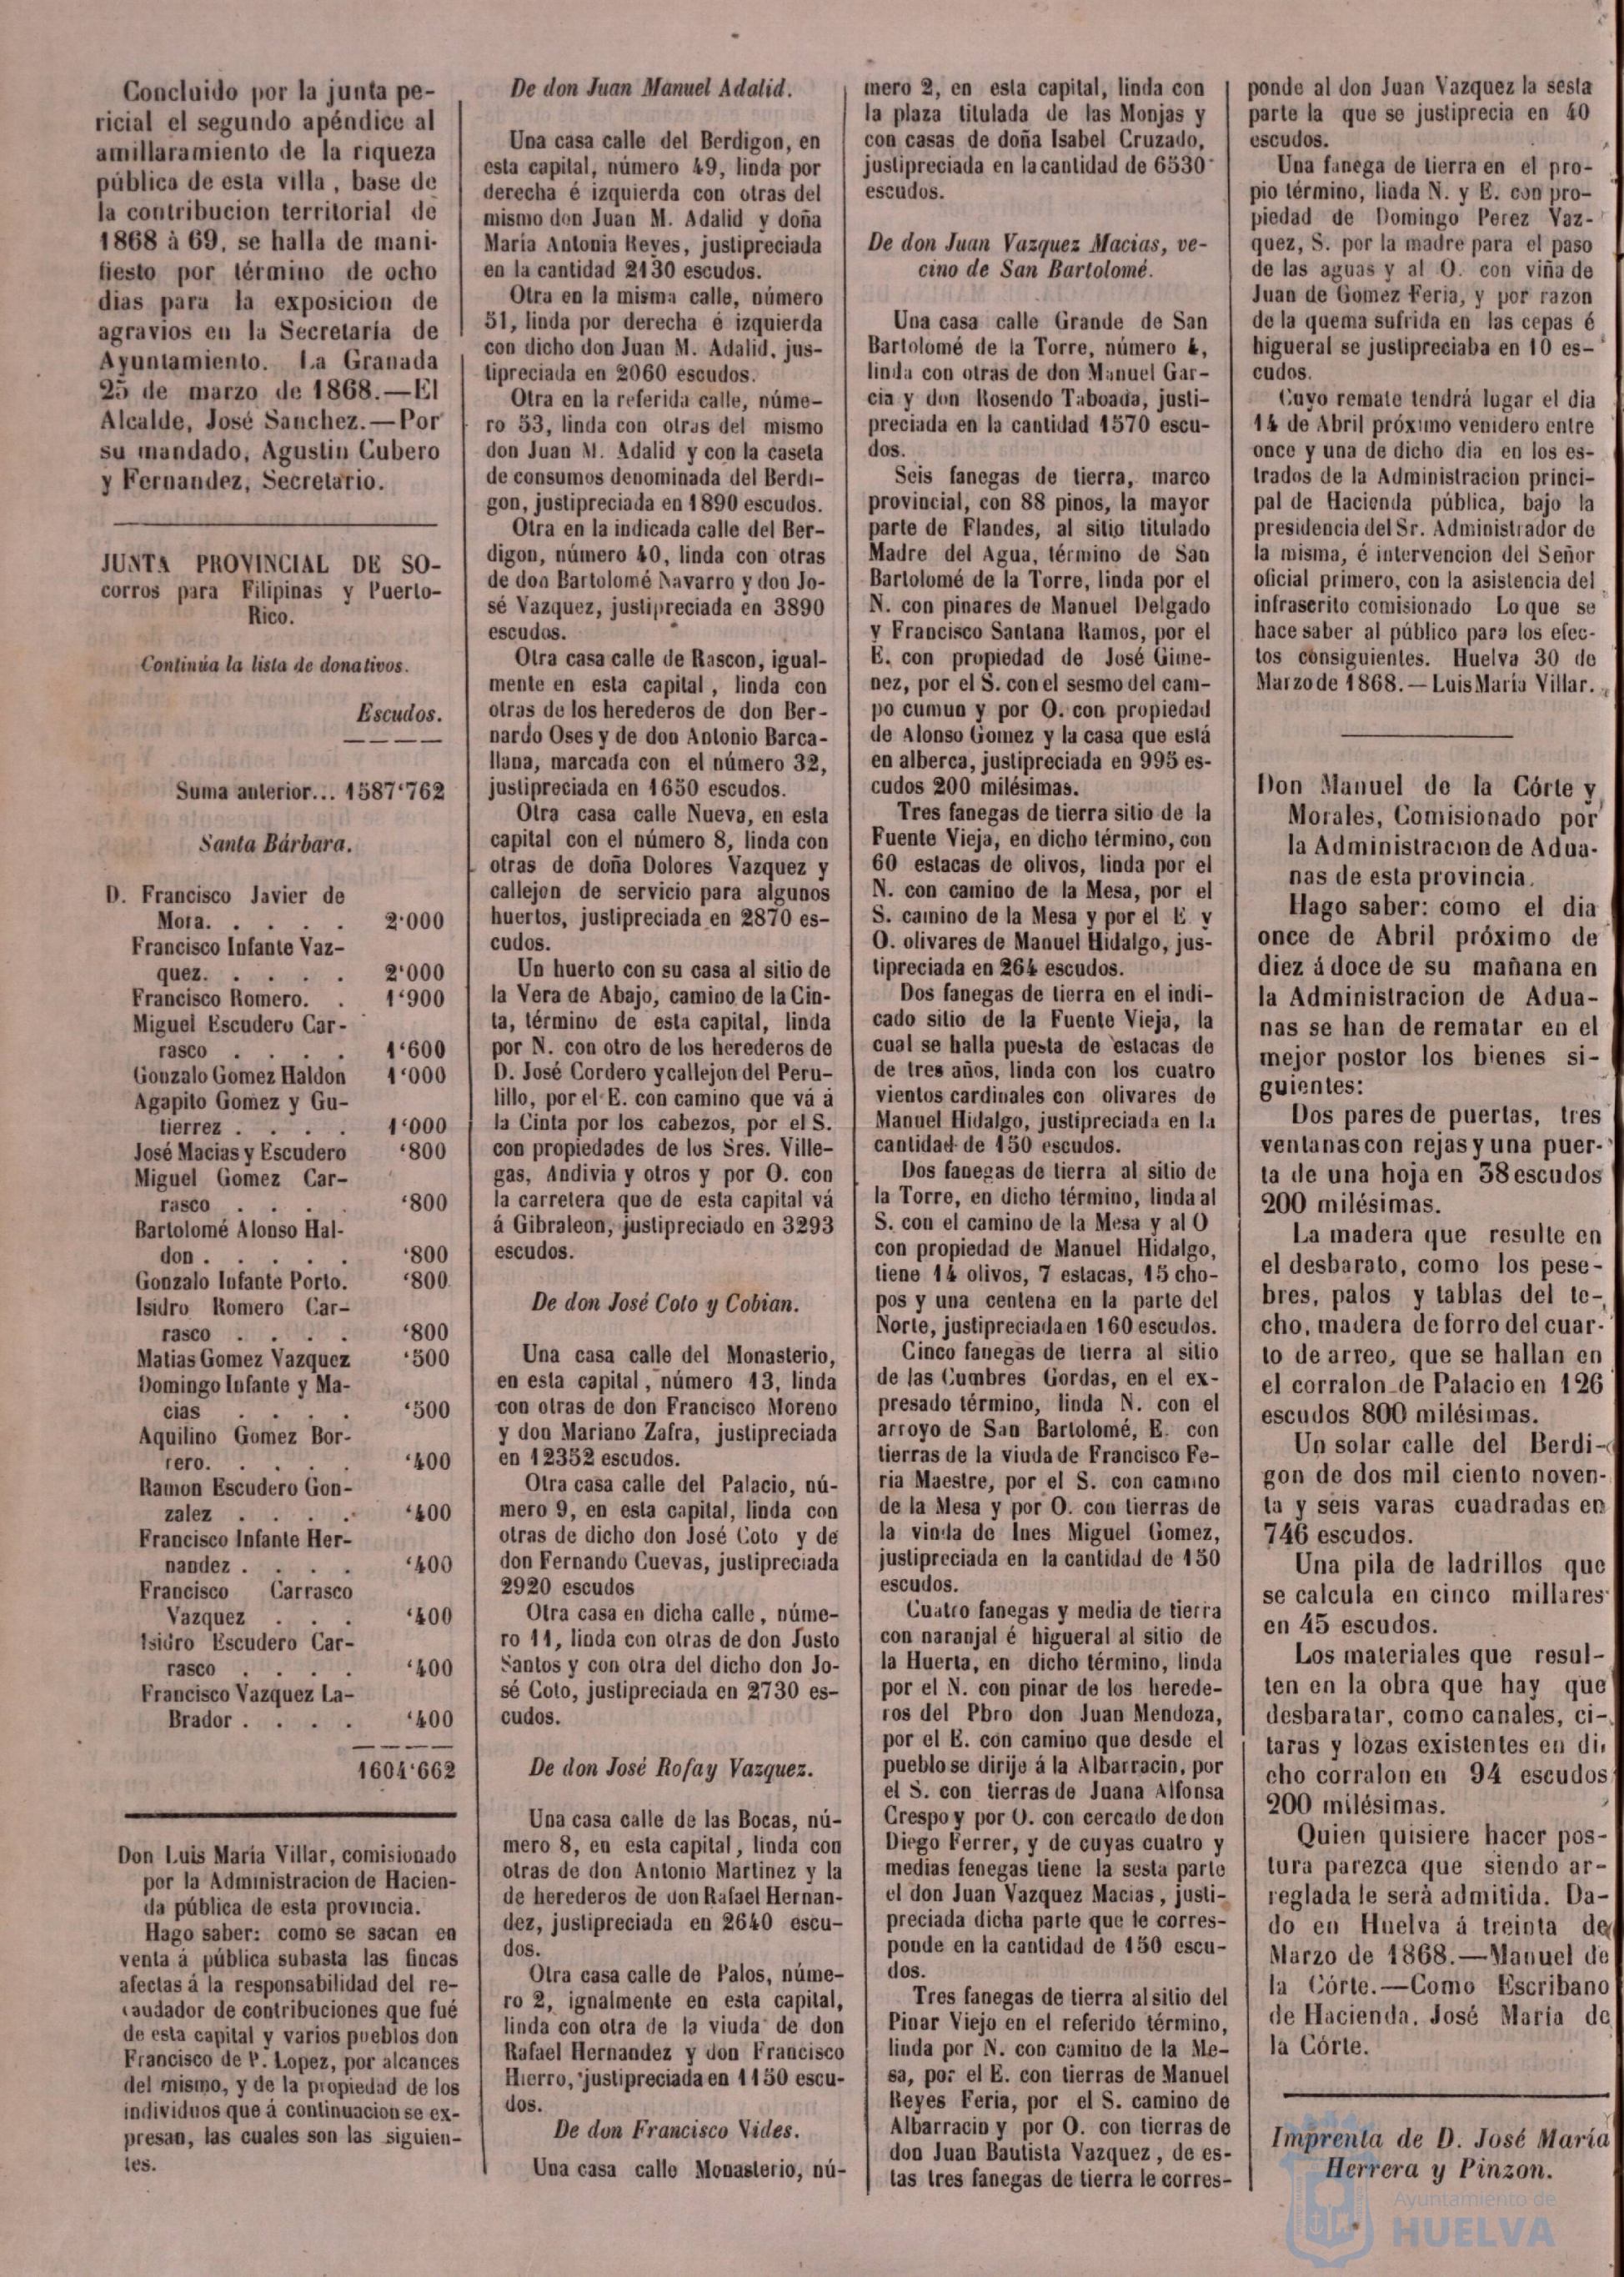 Concluido por la junta pe-
ricial el segundo apéndice al
amillaramiento de la riqueza
pública de esta villa, base de
la contribucion territorial de
1868 á 69, se halla de mani-
fiesto por término de ocho
dias para la exposicion de
agravios en la Secretaría de
Ayuntamiento. La Granada
25 de marzo de 1868.—El
Alcalde, José Sanchez.—Por
su mandado, Agustin Cubero
y Fernandez, Secretario.
JUNTA PROVINCIAL DE SO-
corros para Filipinas y Puerto-
Rico.
Continúa la lista de donativos.
Escudos.
Suma anterior... 1587'762
Santa Bárbara.
D. Francisco Javier de
Mora. . . . . 2'000
Francisco Infante Vaz-
quez. . . . . 2'000
Francisco Romero. . 1'900
Miguel Escudero Car-
rasco . . . . 1'600
Gonzalo Gomez Haldon 1'000
Agapito Gomez y Gu-
tierrez . . . . 1'000
José Macias y Escudero '800
Miguel Gomez Car-
rasco . . . . '800
Bartolomé Alonso Hal-
don . . . . . '800
Gonzalo Infante Porto. '800
Isidro Romero Car-
rasco . . . . '800
Matias Gomez Vazquez '500
Domingo Infante y Ma-
cias . . . . '500
Aquilino Gomez Bor-
rero. . . . . '400
Ramon Escudero Gon-
zalez . . . . '400
Francisco Infante Her-
nandez . . . . '400
Francisco Carrasco
Vazquez . . . '400
Isidro Escudero Car-
rasco . . . . '400
Francisco Vazquez La-
Brador . . . . '400
1604'662
Don Luis María Villar, comisionado
por la Administracion de Hacien-
da pública de esta provincia.
Hago saber: como se sacan en
venta á pública subasta las fincas
afectas á la responsabilidad del re-
caudador de contribuciones que fué
de esta capital y varios pueblos don
Francisco de P. Lopez, por alcances
del mismo, y de la propiedad de los
individuos que á continuacion se ex-
presan, las cuales son las siguien-
tes.
De don Juan Manuel Adalid.
Una casa calle del Berdigon, en
esta capital, número 49, linda por
derecha é izquierda con otras del
mismo don Juan M. Adalid y doña
María Antonia Reyes, justipreciada
en la cantidad 2130 escudos.
Otra en la misma calle, número
51, linda por derecha é izquierda
con dicho don Juan M. Adalid, jus-
tipreciada en 2060 escudos.
Otra en la referida calle, núme-
ro 53, linda con otras del mismo
don Juan M. Adalid y con la caseta
de consumos denominada del Berdi-
gon, justipreciada en 1890 escudos.
Otra en la indicada calle del Ber-
digon, número 40, linda con otras
de don Bartolomé Navarro y don Jo-
sé Vazquez, justipreciada en 3890
escudos.
Otra casa calle de Rascon, igual-
mente en esta capital, linda con
otras de los herederos de don Ber-
nardo Oses y de don Antonio Barca-
llana, marcada con el número 32,
justipreciada en 1650 escudos.
Otra casa calle Nueva, en esta
capital con el número 8, linda con
otras de doña Dolores Vazquez y
callejon de servicio para algunos
huertos, justipreciada en 2870 es-
cudos.
Un huerto con su casa al sitio de
la Vera de Abajo, camino de la Cin-
ta, término de esta capital, linda
por N. con otro de los herederos de
D. José Cordero y callejon del Peru-
lillo, por el E. con camino que vá á
la Cinta por los cabezos, por el S.
con propiedades de los Sres. Ville-
gas, Andivia y otros y por O. con
la carretera que de esta capital vá
á Gibraleon, justipreciado en 3293
escudos.
De don José Coto y Cobian.
Una casa calle del Monasterio,
en esta capital, número 13, linda
con otras de don Francisco Moreno
y don Mariano Zafra, justipreciada
en 12352 escudos.
Otra casa calle del Palacio, nú-
mero 9, en esta capital, linda con
otras de dicho don José Coto y de
don Fernando Cuevas, justipreciada
2920 escudos
Otra casa en dicha calle, núme-
ro 11, linda con otras de don Justo
Santos y con otra del dicho don Jo-
sé Coto, justipreciada en 2730 es-
cudos.
De don José Rofay Vazquez.
Una casa calle de las Bocas, nú-
mero 8, en esta capital, linda con
otras de don Antonio Martinez y la
de herederos de don Rafael Hernan-
dez, justipreciada en 2640 escu-
dos.
Otra casa calle de Palos, núme-
ro 2, ignalmente en esta capital,
linda con otra de la viuda de don
Rafael Hernandez y don Francisco
Hierro, justipreciada en 1150 escu-
dos.
De don Francisco Vides.
Una casa calle Monasterio, nú-
mero 2, en esta capital, linda con
la plaza titulada de las Monjas y
con casas de doña Isabel Cruzado,
justipreciada en la cantidad de 6530
escudos.
De don Juan Vazquez Macias, ve-
cino de San Bartolomé.
Una casa calle Grande de San
Bartolomé de la Torre, número 4,
linda con otras de don Manuel Gar-
cia y don Rosendo Taboada, justi-
preciada en la cantidad 1570 escu-
dos.
Seis fanegas de tierra, marco
provincial, con 88 pinos, la mayor
parte de Flandes, al sitio titulado
Madre del Agua, término de San
Bartolomé de la Torre, linda por el
N. con pinares de Manuel Delgado
y Francisco Santana Ramos, por el
E. con propiedad de José Gime-
nez, por el S. con el sesmo del cam-
po cumun y por O. con propiedad
de Alonso Gomez y la casa que está
en alberca, justipreciada en 995 es-
cudos 200 milésimas.
Tres fanegas de tierra sitio de la
Fuente Vieja, en dicho término, con
60 estacas de olivos, linda por el
N. con camino de la Mesa, por el
S. camino de la Mesa y por el E y
O. olivares de Manuel Hidalgo, jus-
tipreciada en 264 escudos.
Dos fanegas de tierra en el indi-
cado sitio de la Fuente Vieja, la
cual se halla puesta de estacas de
de tres años, linda con los cuatro
vientos cardinales con olivares de
Manuel Hidalgo, justipreciada en la
cantidad de 150 escudos.
Dos fanegas de tierra al sitio de
la Torre, en dicho término, linda al
S. con el camino de la Mesa y al O
con propiedad de Manuel Hidalgo,
tiene 14 olivos, 7 estacas, 15 cho-
pos y una centena en la parte del
Norte, justipreciada en 160 escudos.
Cinco fanegas de tierra al sitio
de las Cumbres Gordas, en el ex-
presado término, linda N. con el
arroyo de San Bartolomé, E. con
tierras de la viuda de Francisco Fe-
ria Maestre, por el S. con camino
de la Mesa y por O. con tierras de
la viuda de Ines Miguel Gomez,
justipreciada en la cantidad de 150
escudos.
Cuatro fanegas y media de tierra
con naranjal é higueral al sitio de
la Huerta, en dicho término, linda
por el N. con pinar de los herede-
ros del Pbro don Juan Mendoza,
por el E. con camino que desde el
pueblo se dirije á la Albarracin, por
el S. con tierras de Juana Alfonsa
Crespo y por O. con cercado de don
Diego Ferrer, y de cuyas cuatro y
medias fenegas tiene la sesta parte
el don Juan Vazquez Macias, justi-
preciada dicha parte que le corres-
ponde en la cantidad de 150 escu-
dos.
Tres fanegas de tierra al sitio del
Pinar Viejo en el referido término,
linda por N. con camino de la Me-
sa, por el E. con tierras de Manuel
Reyes Feria, por el S. camino de
Albarracin y por O. con tierras de
don Juan Bautista Vazquez, de es-
tas tres fanegas de tierra le corres-
ponde al don Juan Vazquez la sesta
parte la que se justiprecia en 40
escudos.
Una fanega de tierra en el pro-
pio término, linda N. y E. con pro-
piedad de Domingo Perez Vaz-
quez, S. por la madre para el paso
de las aguas y al O. con viña de
Juan de Gomez Feria, y por razon
de la quema sufrida en las cepas é
higueral se justipreciaba en 10 es-
cudos.
Cuyo remate tendrá lugar el dia
14 de Abril próximo venidero entre
once y una de dicho dia en los es-
trados de la Administracion princi-
pal de Hacienda pública, bajo la
presidencia del Sr. Administrador de
la misma, é intervencion del Señor
oficial primero, con la asistencia del
infrascrito comisionado Lo que se
hace saber al público para los efec-
tos consiguientes. Huelva 30 de
Marzo de 1868.—Luis María Villar.
Don Manuel de la Córte y
Morales, Comisionado por
la Administracion de Adua-
nas de esta provincia.
Hago saber: como el dia
once de Abril próximo de
diez á doce de su mañana en
la Administracion de Adua-
nas se han de rematar en el
mejor postor los bienes si-
guientes:
Dos pares de puertas, tres
ventanas con rejas y una puer-
ta de una hoja en 38 escudos
200 milésimas.
La madera que resulte en
el desbarato, como los pese-
bres, palos y tablas del te-
cho, madera de forro del cuar-
to de arreo, que se hallan en
el corralon de Palacio en 126
escudos 800 milésimas.
Un solar calle del Berdi-
gon de dos mil ciento noven-
ta y seis varas cuadradas en
746 escudos.
Una pila de ladrillos que
se calcula en cinco millares
en 45 escudos.
Los materiales que resul-
ten en la obra que hay que
desbaratar, como canales, ci-
taras y lozas existentes en di-
cho corralon en 94 escudos
200 milésimas.
Quien quisiere hacer pos-
tura parezca que siendo ar-
reglada le será admitida. Da-
do en Huelva á treinta de
Marzo de 1868.—Manuel de
la Córte.—Como Escribano
de Hacienda, José Maria de
la Córte.
Imprenta de D. José María
Herrera y Pinzon.
Ayuntamiento de
HUELVA